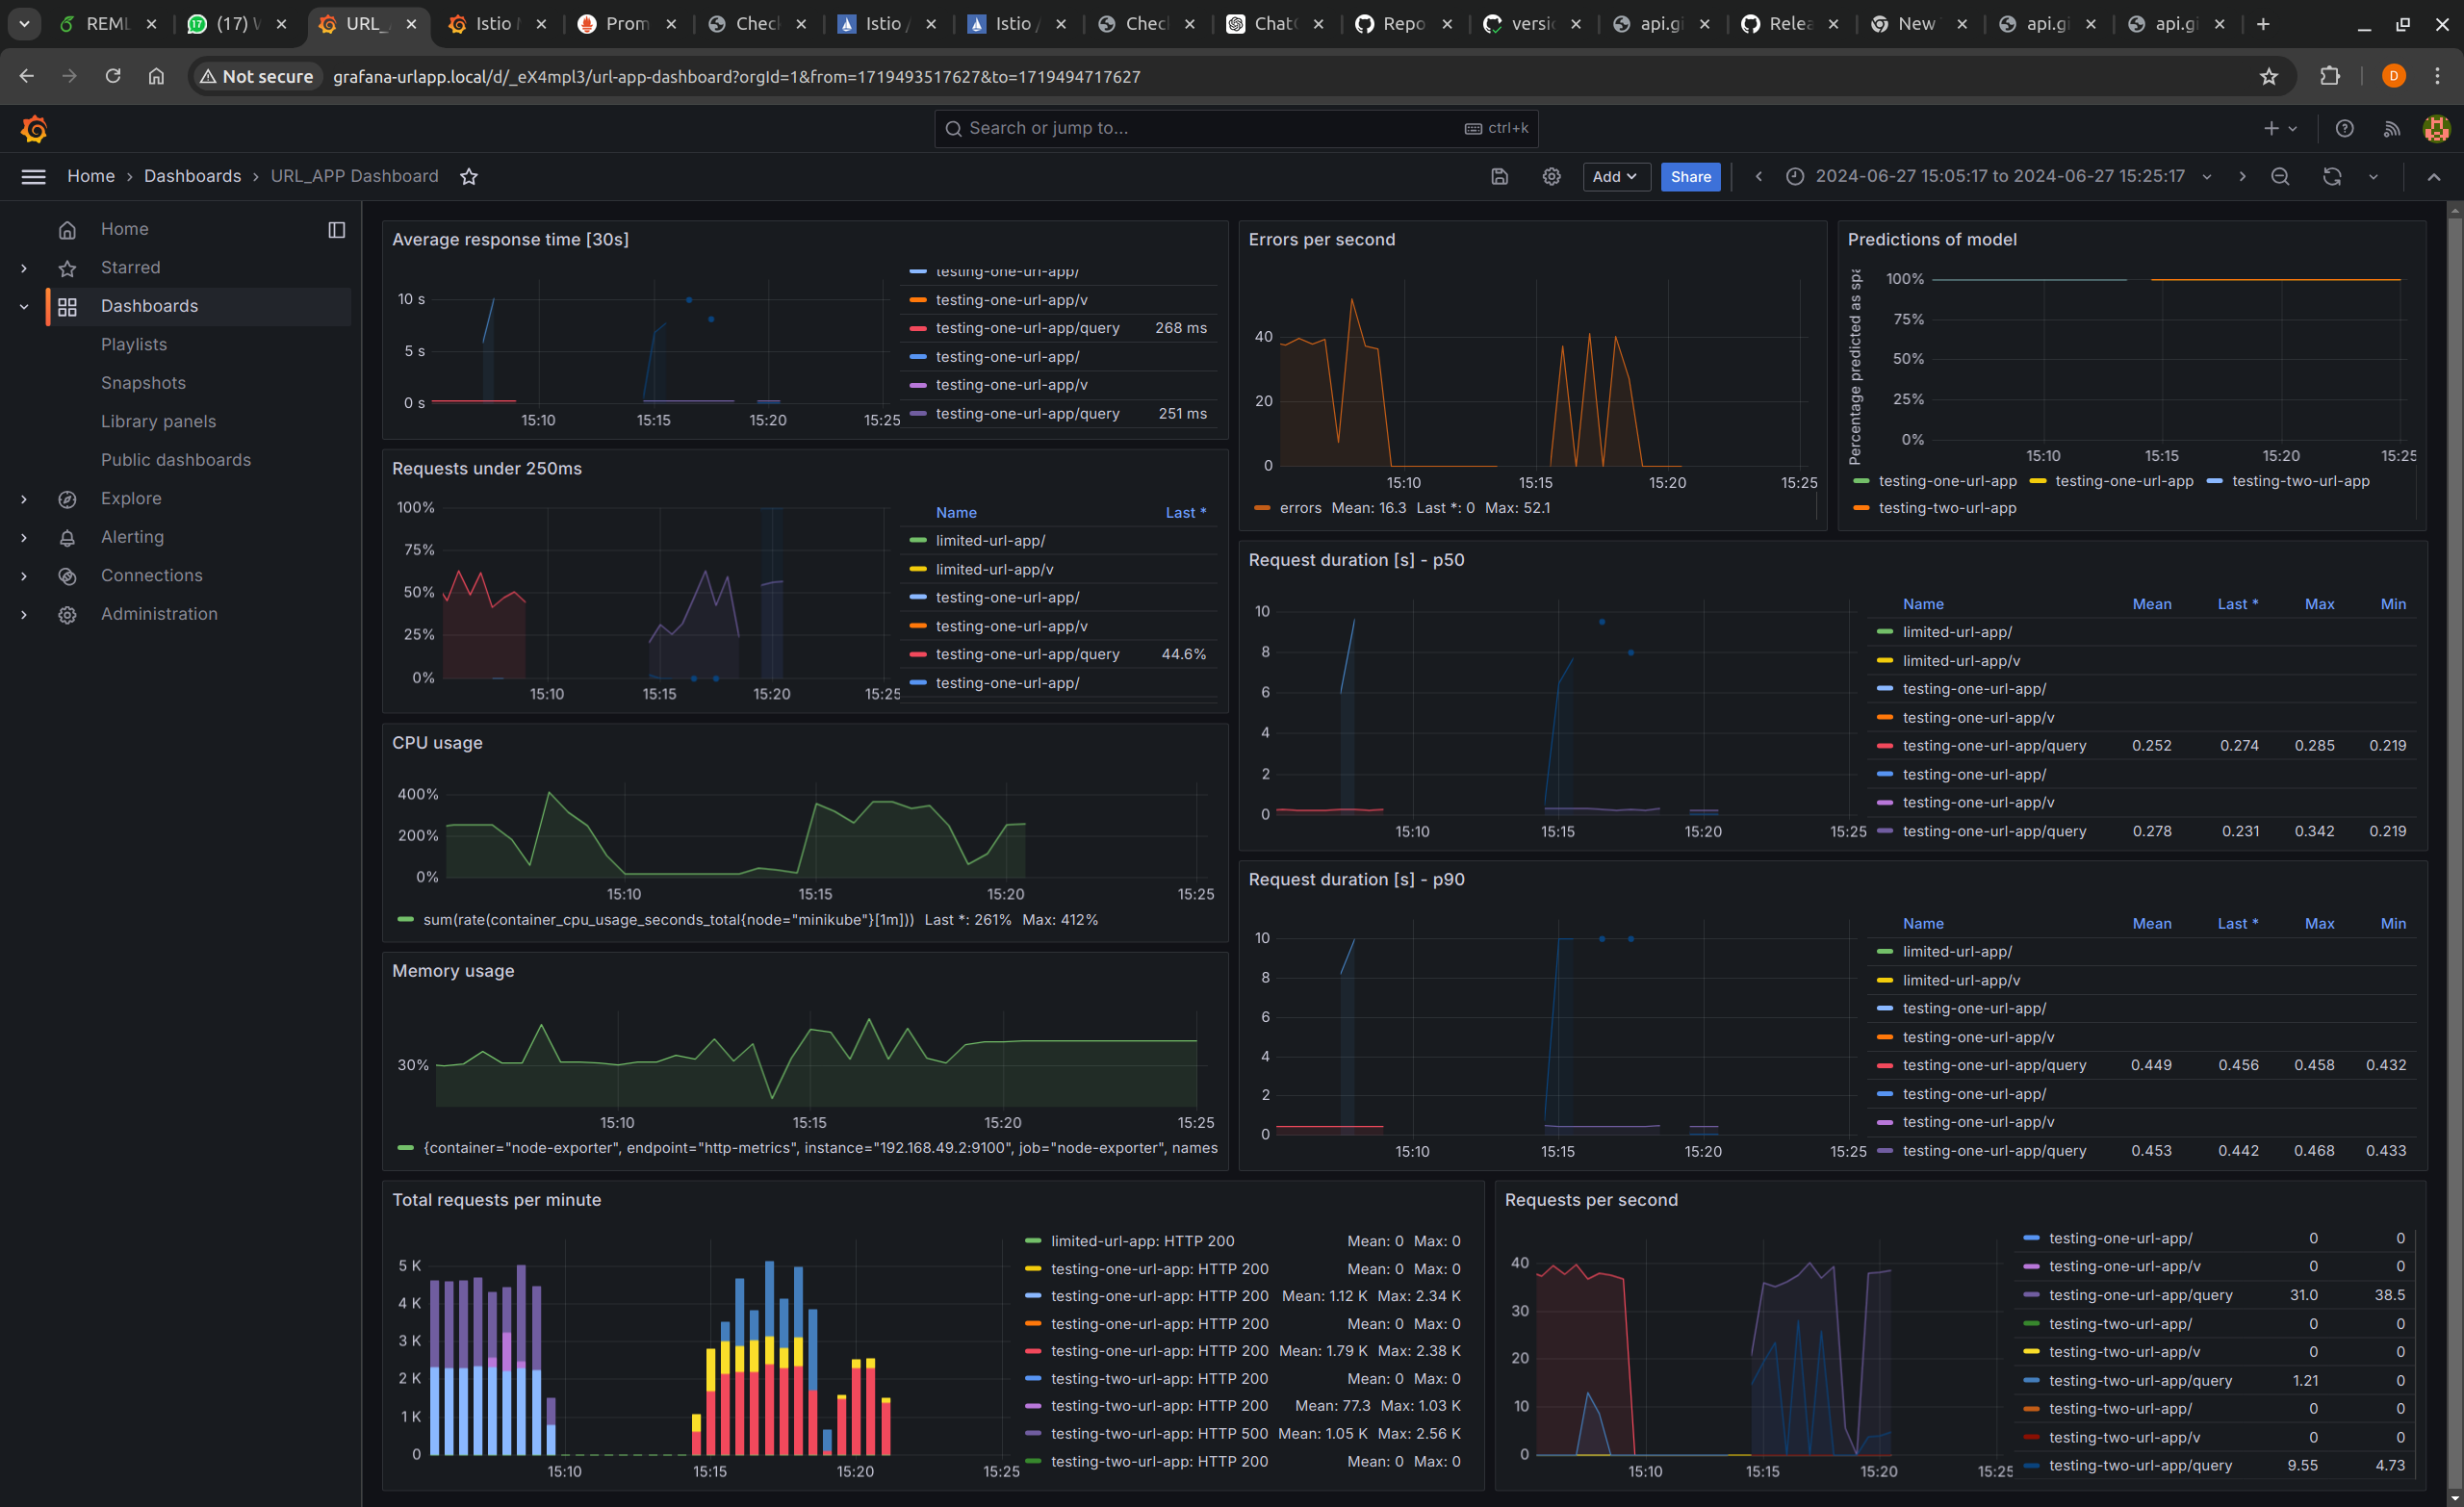 REML
(17) W
URL_
Istio
Prom
Chec
Istio /
Istio /
Chec
Chat
Repo
versio
api.gi
Relea
New
api.gi
api.gi
Not secure
grafana-urlapp.local/d/_eX4mpl3/url-app-dashboard?orgId=1&from=1719493517627&to=1719494717627
D
Search or jump to...
ctrl+k
Home › Dashboards › URL_APP Dashboard
Add
Share
2024-06-27 15:05:17 to 2024-06-27 15:25:17
Home
Starred
Dashboards
Playlists
Snapshots
Library panels
Public dashboards
Explore
Alerting
Connections
Administration
Average response time [30s]
10 s
5 s
0 s
15:10 15:15 15:20 15:25
testing-one-url-app/
testing-one-url-app/v
testing-one-url-app/query 268 ms
testing-one-url-app/
testing-one-url-app/v
testing-one-url-app/query 251 ms
Errors per second
40
20
0
15:10 15:15 15:20 15:25
errors Mean: 16.3 Last *: 0 Max: 52.1
Predictions of model
Percentage predicted as spa
100%
75%
50%
25%
0%
15:10 15:15 15:20 15:25
testing-one-url-app testing-one-url-app testing-two-url-app
testing-two-url-app
Requests under 250ms
100%
75%
50%
25%
0%
15:10 15:15 15:20 15:25
Name Last *
limited-url-app/
limited-url-app/v
testing-one-url-app/
testing-one-url-app/v
testing-one-url-app/query 44.6%
testing-one-url-app/
Request duration [s] - p50
10
8
6
4
2
0
15:10 15:15 15:20 15:25
Name Mean Last * Max Min
limited-url-app/
limited-url-app/v
testing-one-url-app/
testing-one-url-app/v
testing-one-url-app/query 0.252 0.274 0.285 0.219
testing-one-url-app/
testing-one-url-app/v
testing-one-url-app/query 0.278 0.231 0.342 0.219
CPU usage
400%
200%
0%
15:10 15:15 15:20 15:25
sum(rate(container_cpu_usage_seconds_total{node="minikube"}[1m])) Last *: 261% Max: 412%
Request duration [s] - p90
10
8
6
4
2
0
15:10 15:15 15:20 15:25
Name Mean Last * Max Min
limited-url-app/
limited-url-app/v
testing-one-url-app/
testing-one-url-app/v
testing-one-url-app/query 0.449 0.456 0.458 0.432
testing-one-url-app/
testing-one-url-app/v
testing-one-url-app/query 0.453 0.442 0.468 0.433
Memory usage
30%
15:10 15:15 15:20 15:25
{container="node-exporter", endpoint="http-metrics", instance="192.168.49.2:9100", job="node-exporter", names
Total requests per minute
5 K
4 K
3 K
2 K
1 K
0
15:10 15:15 15:20 15:25
limited-url-app: HTTP 200 Mean: 0 Max: 0
testing-one-url-app: HTTP 200 Mean: 0 Max: 0
testing-one-url-app: HTTP 200 Mean: 1.12 K Max: 2.34 K
testing-one-url-app: HTTP 200 Mean: 0 Max: 0
testing-one-url-app: HTTP 200 Mean: 1.79 K Max: 2.38 K
testing-two-url-app: HTTP 200 Mean: 0 Max: 0
testing-two-url-app: HTTP 200 Mean: 77.3 Max: 1.03 K
testing-two-url-app: HTTP 500 Mean: 1.05 K Max: 2.56 K
testing-two-url-app: HTTP 200 Mean: 0 Max: 0
Requests per second
40
30
20
10
0
15:10 15:15 15:20 15:25
testing-one-url-app/ 0 0
testing-one-url-app/v 0 0
testing-one-url-app/query 31.0 38.5
testing-two-url-app/ 0 0
testing-two-url-app/v 0 0
testing-two-url-app/query 1.21 0
testing-two-url-app/ 0 0
testing-two-url-app/v 0 0
testing-two-url-app/query 9.55 4.73